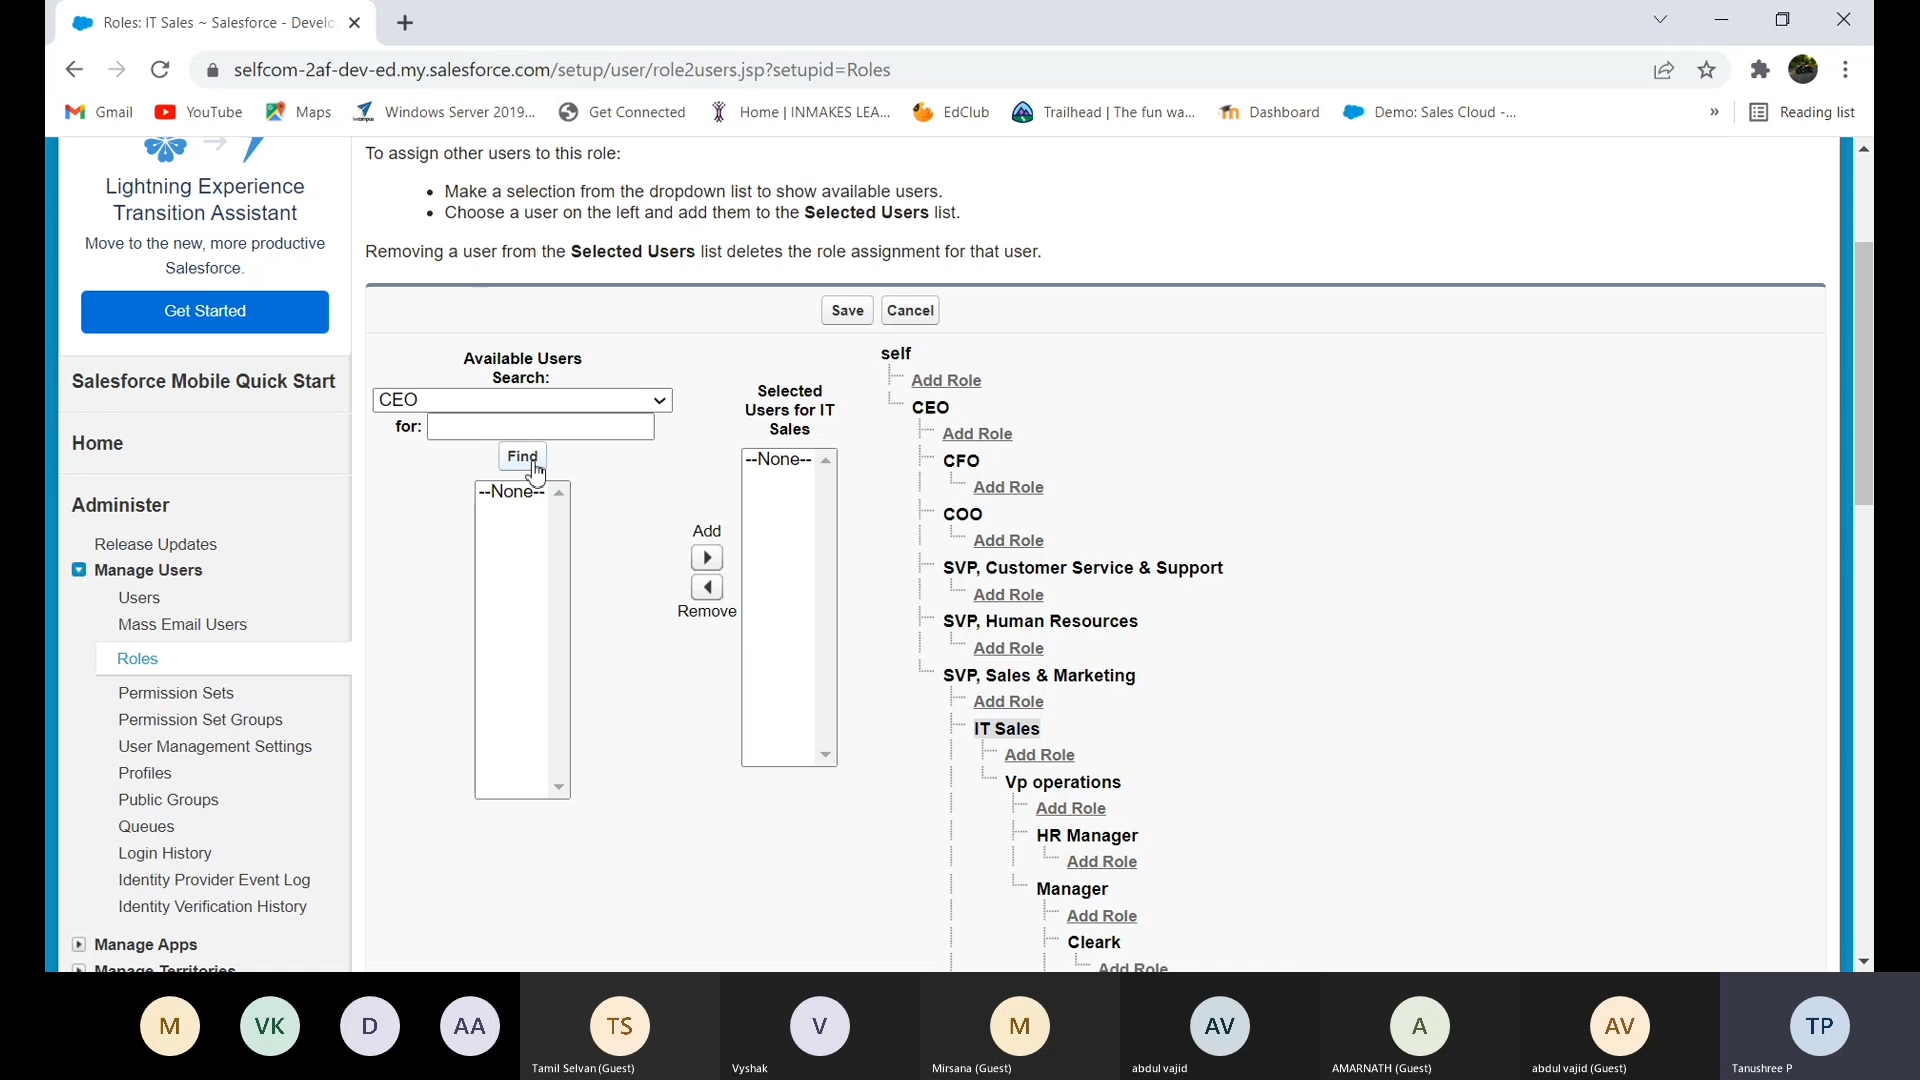 Roles: IT Sales ~ Salesforce - Develo
selfcom-2af-dev-ed.my.salesforce.com/setup/user/role2users.jsp?setupid=Roles
Gmail
YouTube
Maps
Windows Server 2019...
Get Connected
Home | INMAKES LEA...
EdClub
Trailhead | The fun wa...
Dashboard
Demo: Sales Cloud -...
»
Reading list
Lightning Experience
Transition Assistant
Move to the new, more productive
Salesforce.
Get Started
Salesforce Mobile Quick Start
Home
Administer
Release Updates
Manage Users
Users
Mass Email Users
Roles
Permission Sets
Permission Set Groups
User Management Settings
Profiles
Public Groups
Queues
Login History
Identity Provider Event Log
Identity Verification History
Manage Apps
Manage Territories
To assign other users to this role:
• Make a selection from the dropdown list to show available users.
• Choose a user on the left and add them to the Selected Users list.
Removing a user from the Selected Users list deletes the role assignment for that user.
Save
Cancel
Available Users
Search:
CEO
for:
Find
--None--
Add
Remove
Selected
Users for IT
Sales
--None--
self
Add Role
CEO
Add Role
CFO
Add Role
COO
Add Role
SVP, Customer Service & Support
Add Role
SVP, Human Resources
Add Role
SVP, Sales & Marketing
Add Role
IT Sales
Add Role
Vp operations
Add Role
HR Manager
Add Role
Manager
Add Role
Cleark
Add Role
M
VK
D
AA
TS
Tamil Selvan (Guest)
V
Vyshak
M
Mirsana (Guest)
AV
abdul vajid
A
AMARNATH (Guest)
AV
abdul vajid (Guest)
TP
Tanushree P